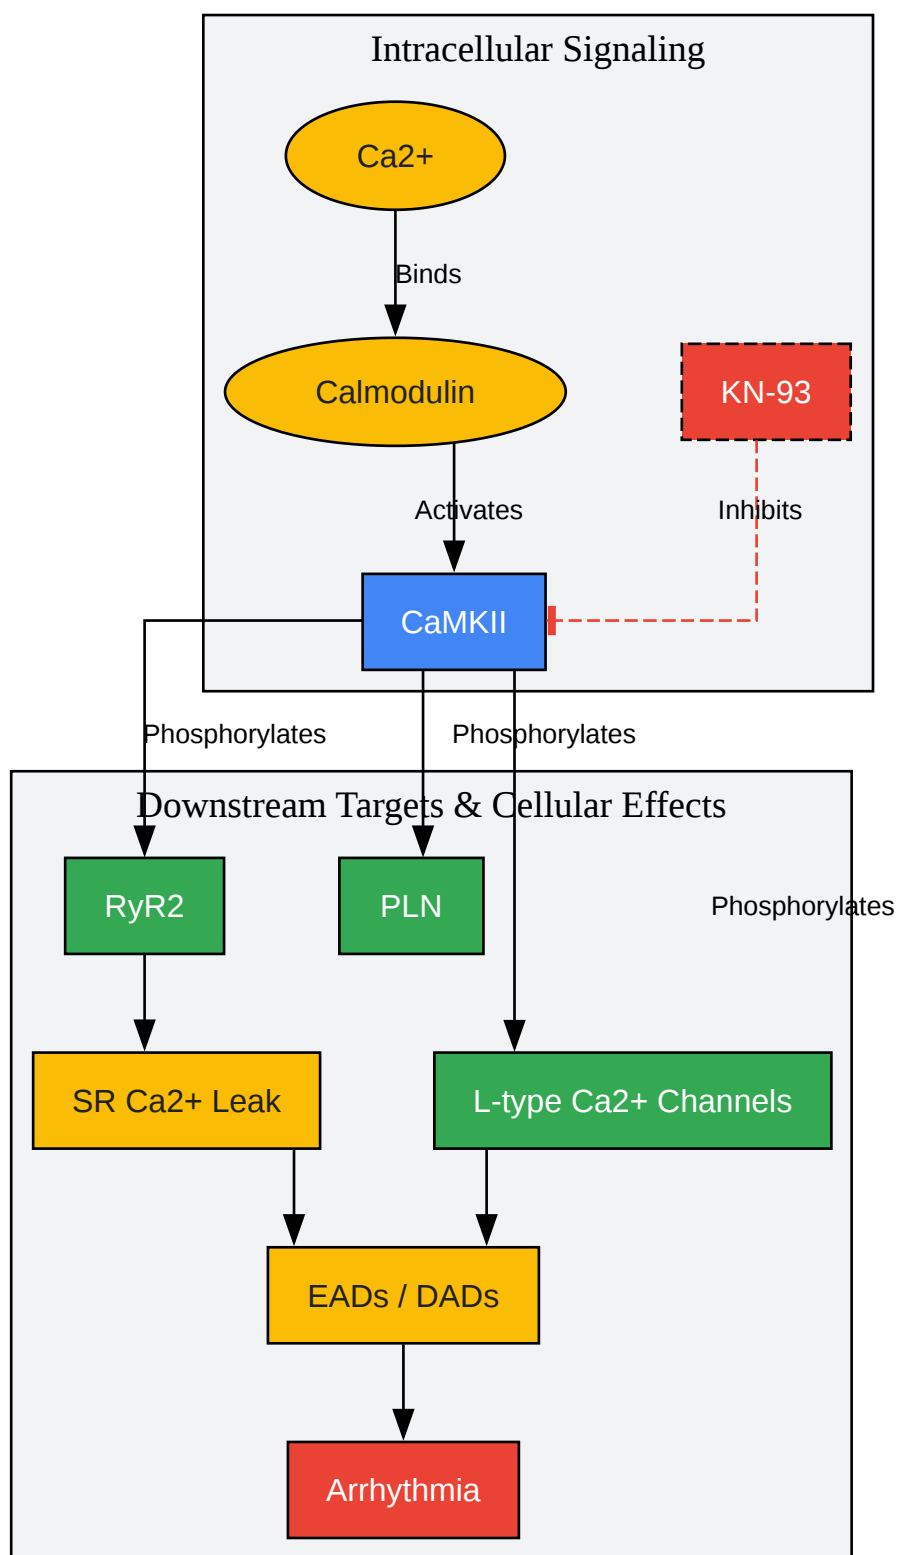 Intracellular Signaling
Ca2+
Binds
Calmodulin
KN-93
Activates
Inhibits
CaMKII
Phosphorylates
Phosphorylates
Downstream Targets & Cellular Effects
RyR2
PLN
Phosphorylates
SR Ca2+ Leak
L-type Ca2+ Channels
EADs / DADs
Arrhythmia